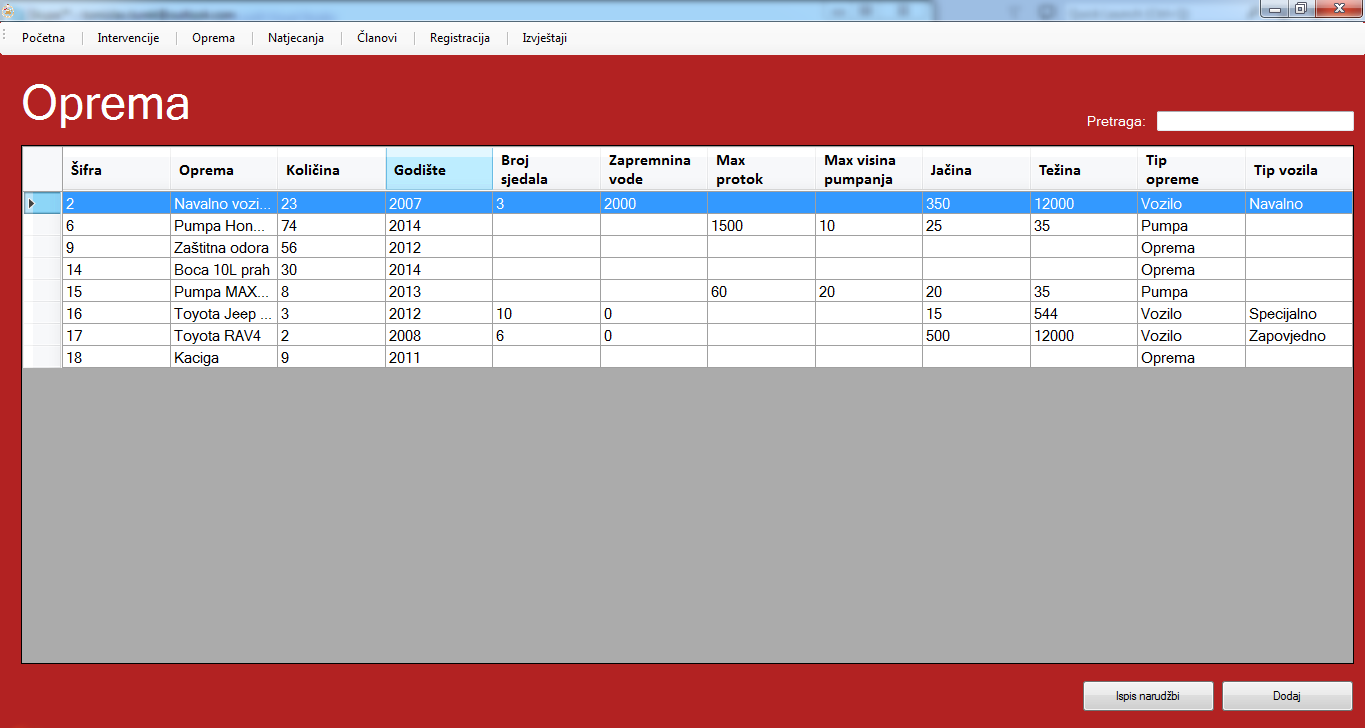 Početna Intervencije Oprema Natjecanja Članovi Registracija Izvještaji
Oprema
Pretraga:
Šifra Oprema Količina Godište Broj sjedala Zapremnina vode Max protok Max visina pumpanja Jačina Težina Tip opreme Tip vozila
2 Navalno vozi... 23 2007 3 2000 350 12000 Vozilo Navalno
6 Pumpa Hon... 74 2014 1500 10 25 35 Pumpa
9 Zaštitna odora 56 2012 Oprema
14 Boca 10L prah 30 2014 Oprema
15 Pumpa MAX... 8 2013 60 20 20 35 Pumpa
16 Toyota Jeep ... 3 2012 10 0 15 544 Vozilo Specijalno
17 Toyota RAV4 2 2008 6 0 500 12000 Vozilo Zapovjedno
18 Kaciga 9 2011 Oprema
Ispis narudžbi Dodaj